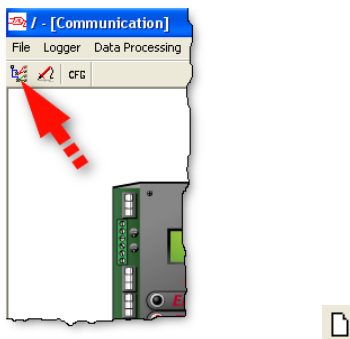 / - [Communication]
File Logger Data Processing
CFG
E